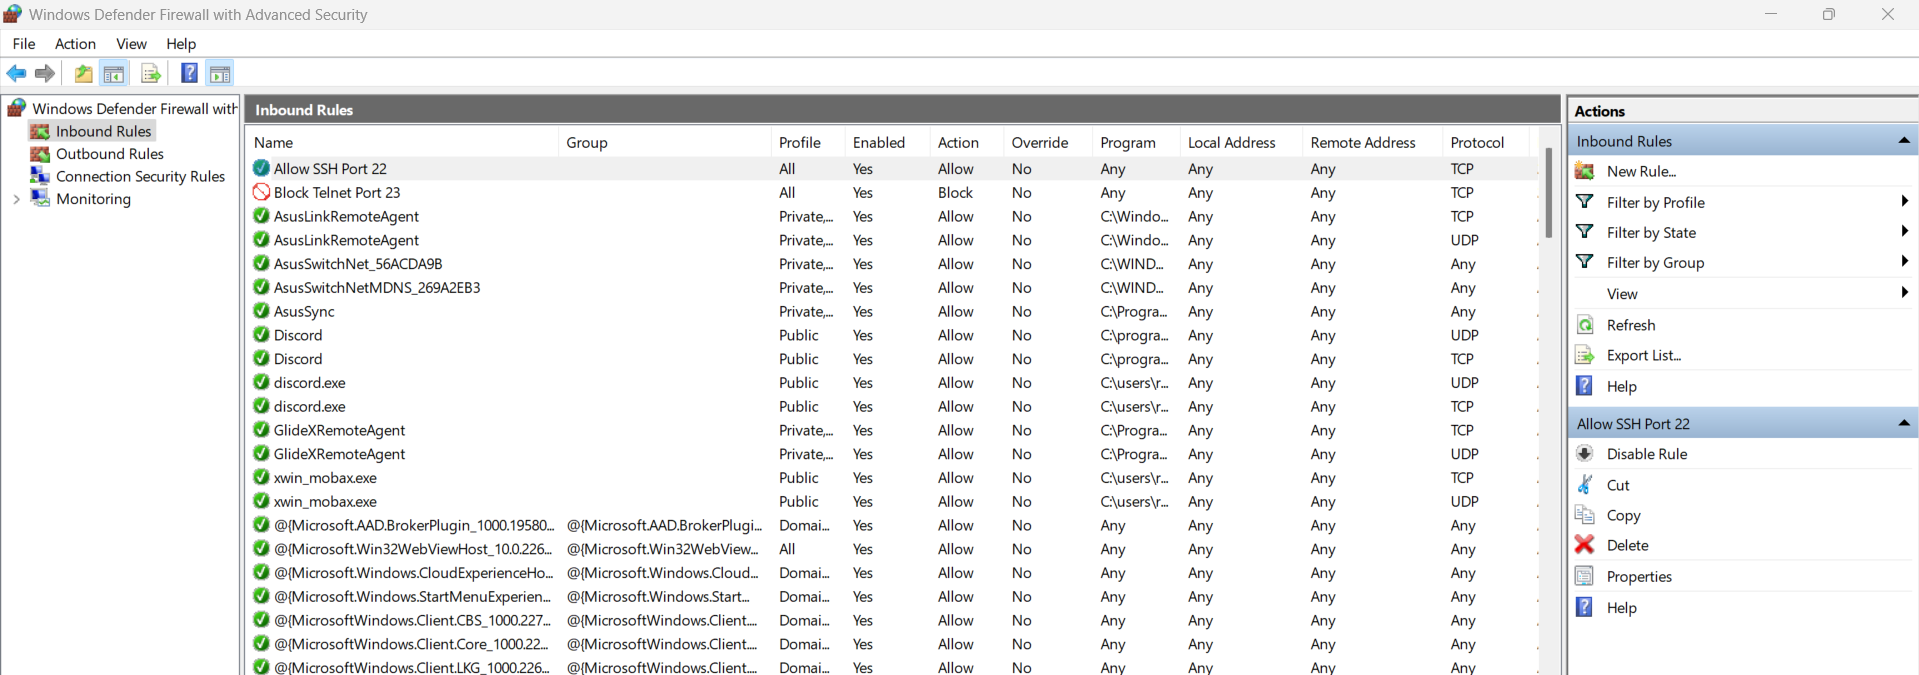 Windows Defender Firewall with Advanced Security
File Action View Help
Windows Defender Firewall with
Inbound Rules
Outbound Rules
Connection Security Rules
Monitoring
Inbound Rules
Name Group Profile Enabled Action Override Program Local Address Remote Address Protocol
Allow SSH Port 22 All Yes Allow No Any Any Any TCP
Block Telnet Port 23 All Yes Block No Any Any Any TCP
AsusLinkRemoteAgent Private,... Yes Allow No C:\Windo... Any Any TCP
AsusLinkRemoteAgent Private,... Yes Allow No C:\Windo... Any Any UDP
AsusSwitchNet_56ACDA9B Private,... Yes Allow No C:\WIND... Any Any Any
AsusSwitchNetMDNS_269A2EB3 Private,... Yes Allow No C:\WIND... Any Any Any
AsusSync Private,... Yes Allow No C:\Progra... Any Any Any
Discord Public Yes Allow No C:\progra... Any Any UDP
Discord Public Yes Allow No C:\progra... Any Any TCP
discord.exe Public Yes Allow No C:\users\r... Any Any UDP
discord.exe Public Yes Allow No C:\users\r... Any Any TCP
GlideXRemoteAgent Private,... Yes Allow No C:\Progra... Any Any TCP
GlideXRemoteAgent Private,... Yes Allow No C:\Progra... Any Any UDP
xwin_mobax.exe Public Yes Allow No C:\users\r... Any Any TCP
xwin_mobax.exe Public Yes Allow No C:\users\r... Any Any UDP
@{Microsoft.AAD.BrokerPlugin_1000.19580... @{Microsoft.AAD.BrokerPlugi... Domai... Yes Allow No Any Any Any Any
@{Microsoft.Win32WebViewHost_10.0.226... @{Microsoft.Win32WebView... All Yes Allow No Any Any Any Any
@{Microsoft.Windows.CloudExperienceHo... @{Microsoft.Windows.Cloud... Domai... Yes Allow No Any Any Any Any
@{Microsoft.Windows.StartMenuExperien... @{Microsoft.Windows.Start... Domai... Yes Allow No Any Any Any Any
@{MicrosoftWindows.Client.CBS_1000.227... @{MicrosoftWindows.Client.... Domai... Yes Allow No Any Any Any Any
@{MicrosoftWindows.Client.Core_1000.22... @{MicrosoftWindows.Client.... Domai... Yes Allow No Any Any Any Any
@{MicrosoftWindows.Client.LKG_1000.226... @{MicrosoftWindows.Client.... Domai... Yes Allow No Any Any Any Any
Actions
Inbound Rules
New Rule...
Filter by Profile
Filter by State
Filter by Group
View
Refresh
Export List...
Help
Allow SSH Port 22
Disable Rule
Cut
Copy
Delete
Properties
Help